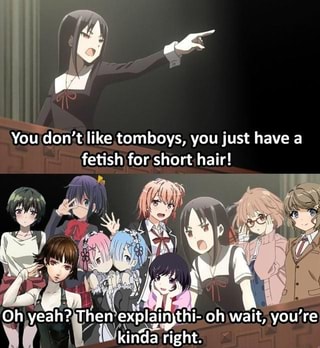 You don't like tomboys, you just have a
fetish for short hair!
Oh yeah? Then explain thi- oh wait, you're
kinda right.